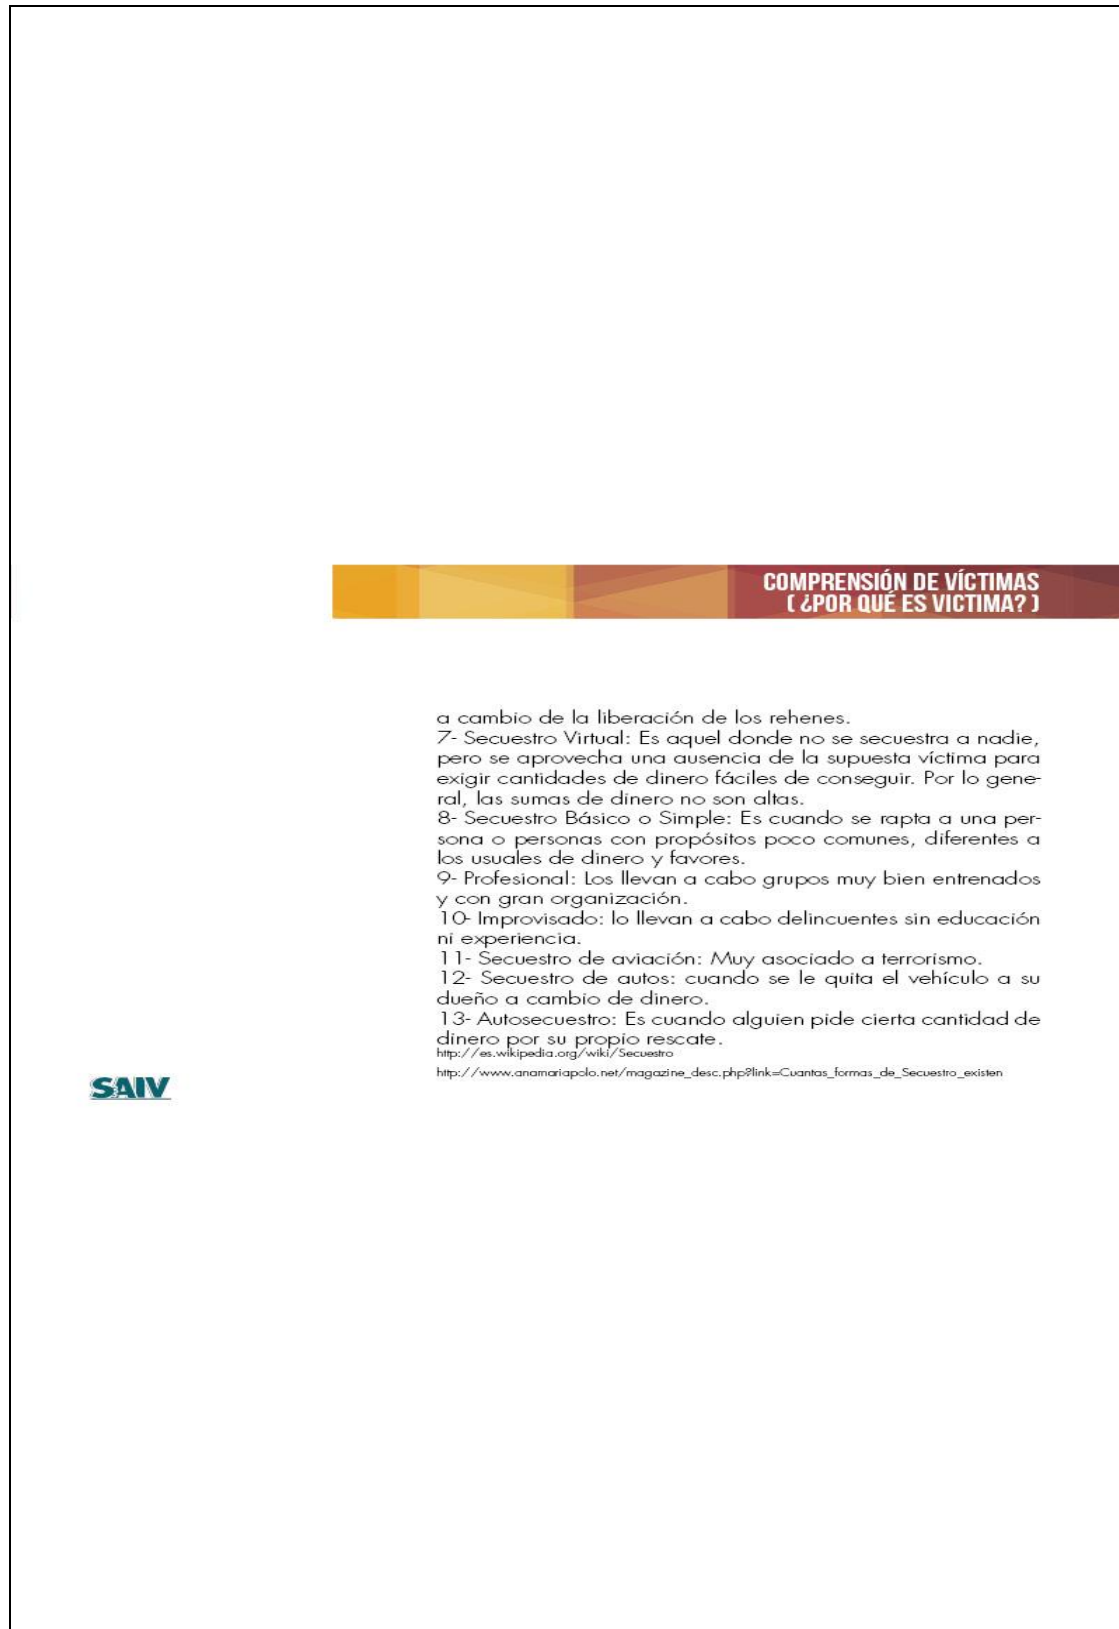 COMPRENSIÓN DE VÍCTIMAS
( ¿POR QUÉ ES VICTIMA? )
a cambio de la liberación de los rehenes.
7- Secuestro Virtual: Es aquel donde no se secuestra a nadie,
pero se aprovecha una ausencia de la supuesta víctima para
exigir cantidades de dinero fáciles de conseguir. Por lo gene-
ral, las sumas de dinero no son altas.
8- Secuestro Básico o Simple: Es cuando se rapta a una per-
sona o personas con propósitos poco comunes, diferentes a
los usuales de dinero y favores.
9- Profesional: Los llevan a cabo grupos muy bien entrenados
y con gran organización.
10- Improvisado: lo llevan a cabo delincuentes sin educación
ni experiencia.
11- Secuestro de aviación: Muy asociado a terrorismo.
12- Secuestro de autos: cuando se le quita el vehículo a su
dueño a cambio de dinero.
13- Autosecuestro: Es cuando alguien pide cierta cantidad de
dinero por su propio rescate.
http://es.wikipedia.org/wiki/Secuestro
http://www.anamariapolo.net/magazine_desc.php?link=Cuantas_formas_de_Secuestro_existen
SAIV